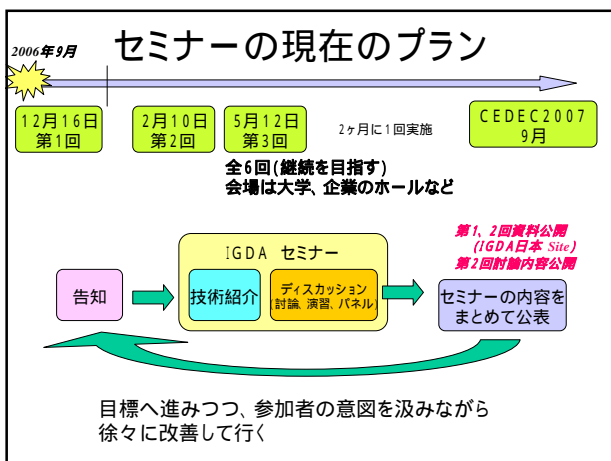 セミナーの現在のプラン
2006年9月
12月16日
第1回
2月10日
第2回
5月12日
第3回
2ヶ月に1回実施
CEDEC2007
9月
全6回(継続を目指す)
会場は大学、企業のホールなど
第1、2回資料公開
(IGDA日本 Site)
第2回討論内容公開
IGDA セミナー
告知
技術紹介
ディスカッション
(討論、演習、パネル)
セミナーの内容を
まとめて公表
目標へ進みつつ、参加者の意図を汲みながら
徐々に改善して行く